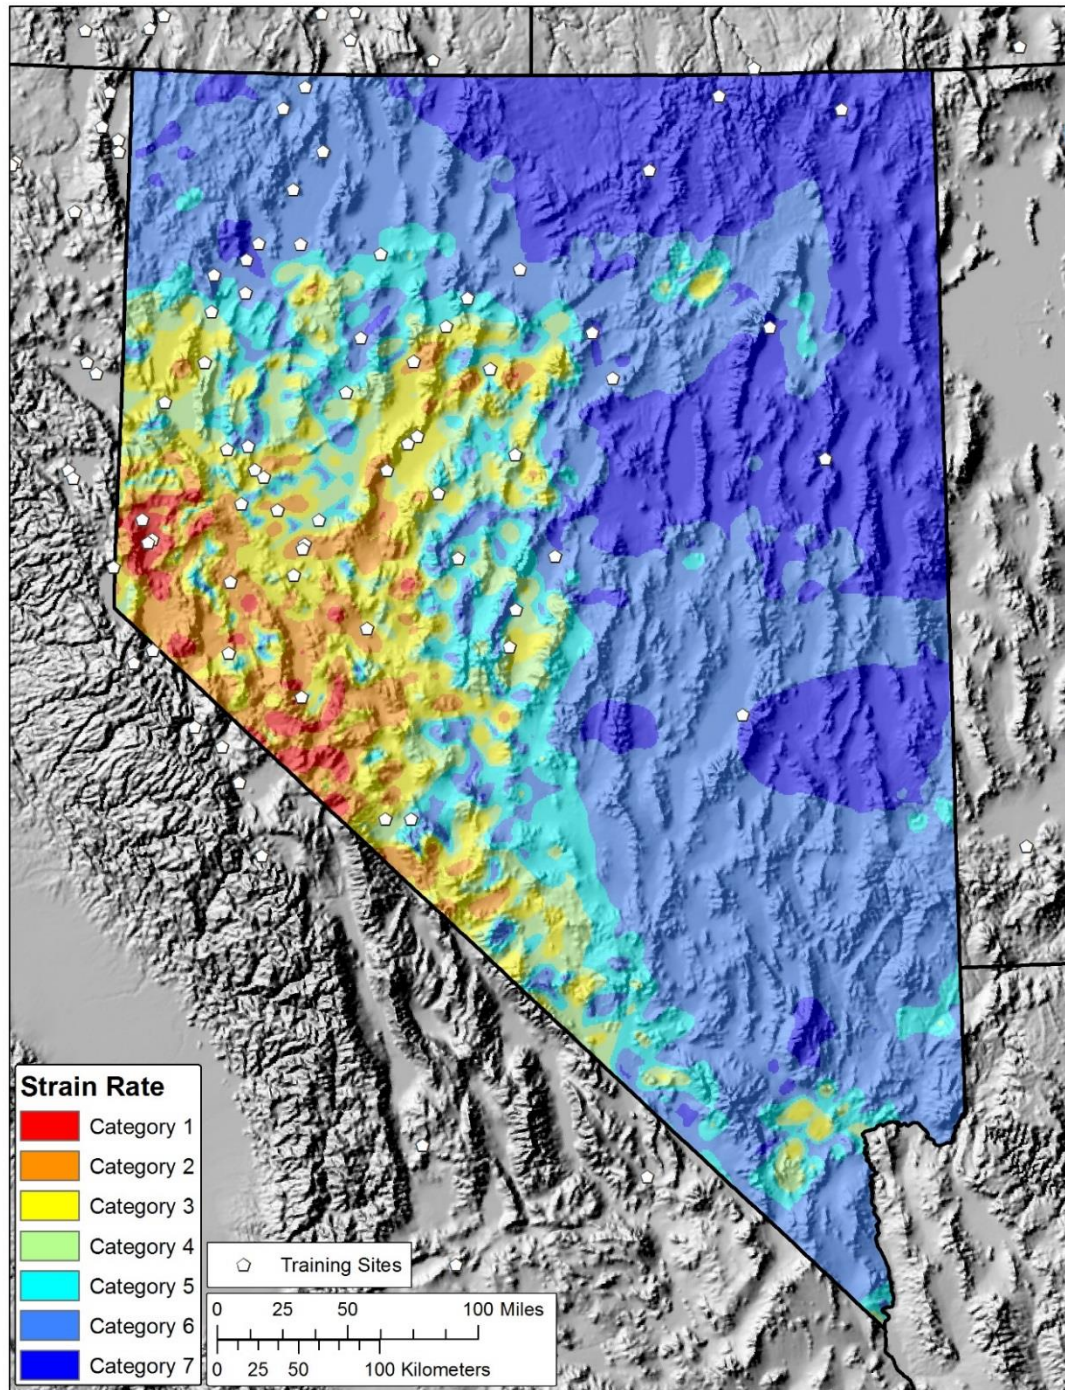 Strain Rate
Category 1
Category 2
Category 3
Category 4
Category 5
Category 6
Category 7
Training Sites
0 25 50 100 Miles
0 25 50 100 Kilometers